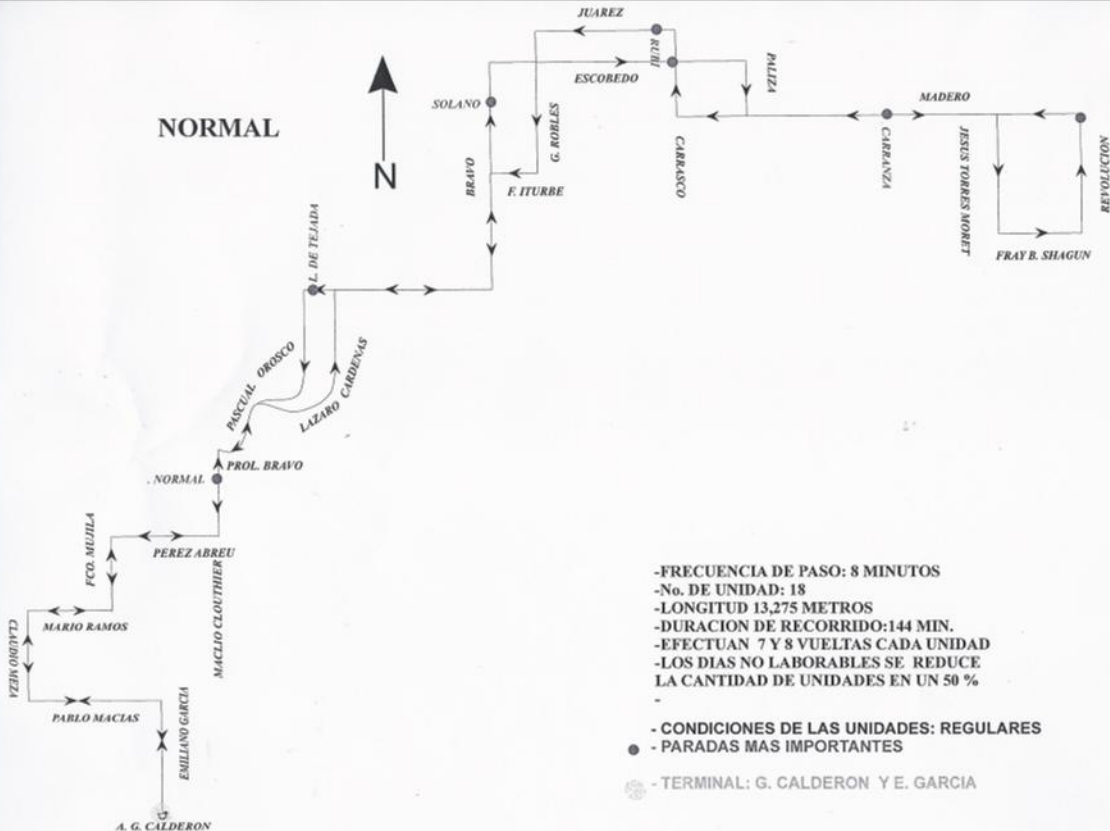 JUAREZ
RUBI
ESCOBEDO
PALIZA
SOLANO
MADERO
NORMAL
G. ROBLES
CARRANZA
JESUS TORRES MORET
REVOLUCION
N
BRAVO
F. ITURBE
CARRASCO
L. DE TEJADA
FRAY B. SHAGUN
PASCUAL OROSCO
LAZARO CARDENAS
PROL. BRAVO
. NORMAL
FCO. MUJILA
PEREZ ABREU
MACLIO CLOUTHIER
MARIO RAMOS
CLAUDIO MEZA
PABLO MACIAS
EMILIANO GARCIA
A. G. CALDERON
-FRECUENCIA DE PASO: 8 MINUTOS
-No. DE UNIDAD: 18
-LONGITUD 13,275 METROS
-DURACION DE RECORRIDO:144 MIN.
-EFECTUAN 7 Y 8 VUELTAS CADA UNIDAD
-LOS DIAS NO LABORABLES SE REDUCE
LA CANTIDAD DE UNIDADES EN UN 50 %
-
- CONDICIONES DE LAS UNIDADES: REGULARES
- PARADAS MAS IMPORTANTES
- TERMINAL: G. CALDERON Y E. GARCIA